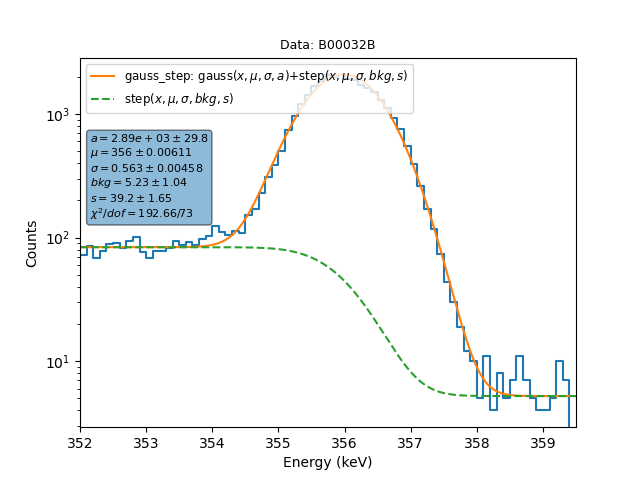 Data: B00032B
gauss_step: gauss(x, μ, σ, a)+step(x, μ, σ, bkg, s)
step(x, μ, σ, bkg, s)
a = 2.89e + 03 ± 29.8
μ = 356 ± 0.00611
σ = 0.563 ± 0.00458
bkg = 5.23 ± 1.04
s = 39.2 ± 1.65
χ²/dof = 192.66/73
Counts
10³
10²
10¹
352 353 354 355 356 357 358 359
Energy (keV)